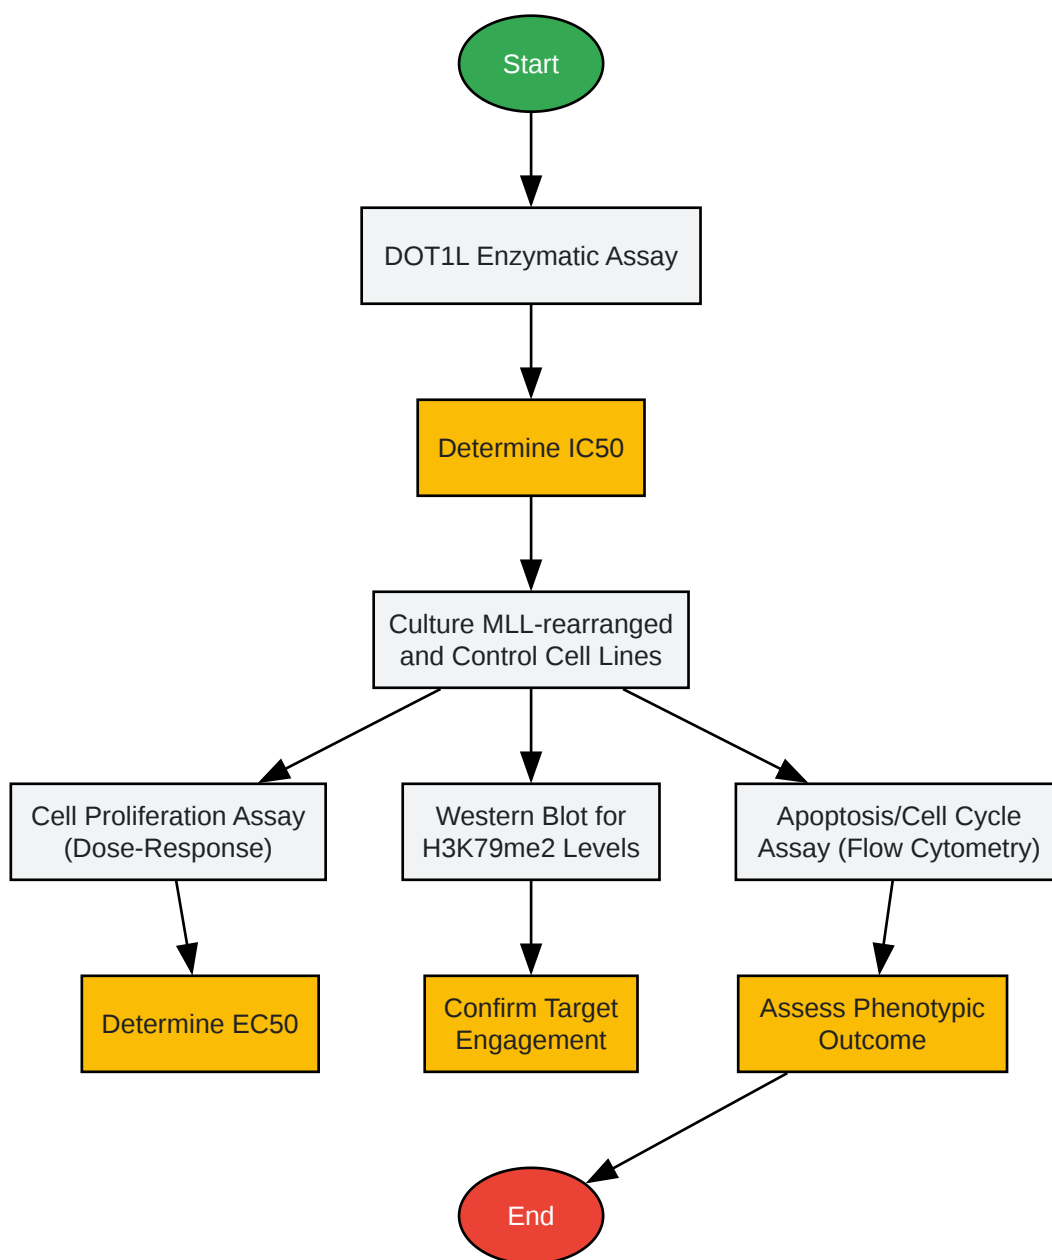 Start
DOT1L Enzymatic Assay
Determine IC50
Culture MLL-rearranged
and Control Cell Lines
Cell Proliferation Assay
(Dose-Response)
Western Blot for
H3K79me2 Levels
Apoptosis/Cell Cycle
Assay (Flow Cytometry)
Determine EC50
Confirm Target
Engagement
Assess Phenotypic
Outcome
End